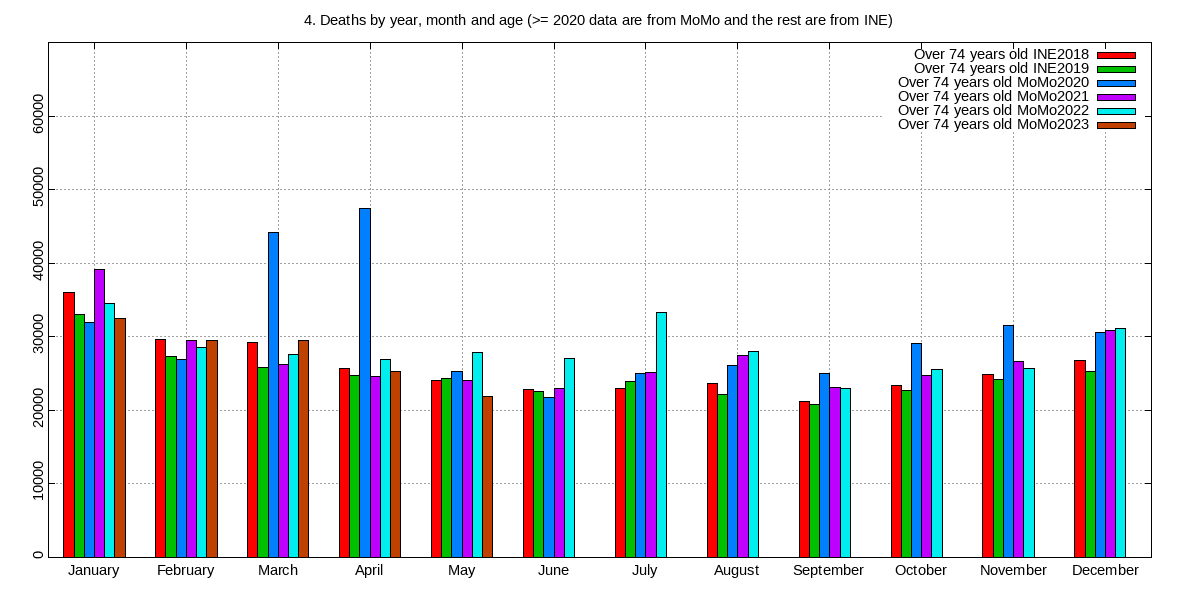 4. Deaths by year, month and age (>= 2020 data are from MoMo and the rest are from INE)
Over 74 years old INE2018
Over 74 years old INE2019
Over 74 years old MoMo2020
Over 74 years old MoMo2021
Over 74 years old MoMo2022
Over 74 years old MoMo2023
60000
50000
40000
30000
20000
10000
0
January February March April May June July August September October November December